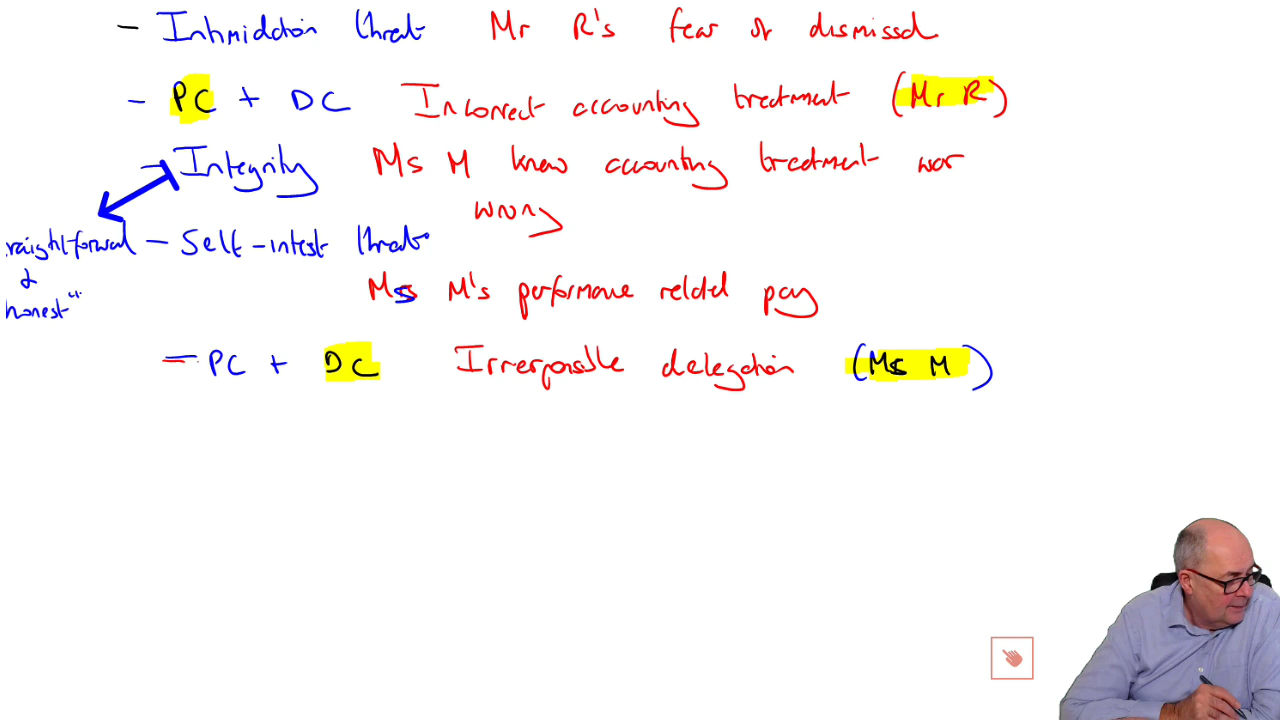 - Intimidation threat Mr R's fear of dismissal
- PC + DC Incorrect accounting treatment (Mr R)
- Integrity Ms M knew accounting treatment was
wrong
raightforward - Self-interest threat
&
honest"
Ms M's performance related pay
- PC + DC Irresponsible delegation (Ms M)